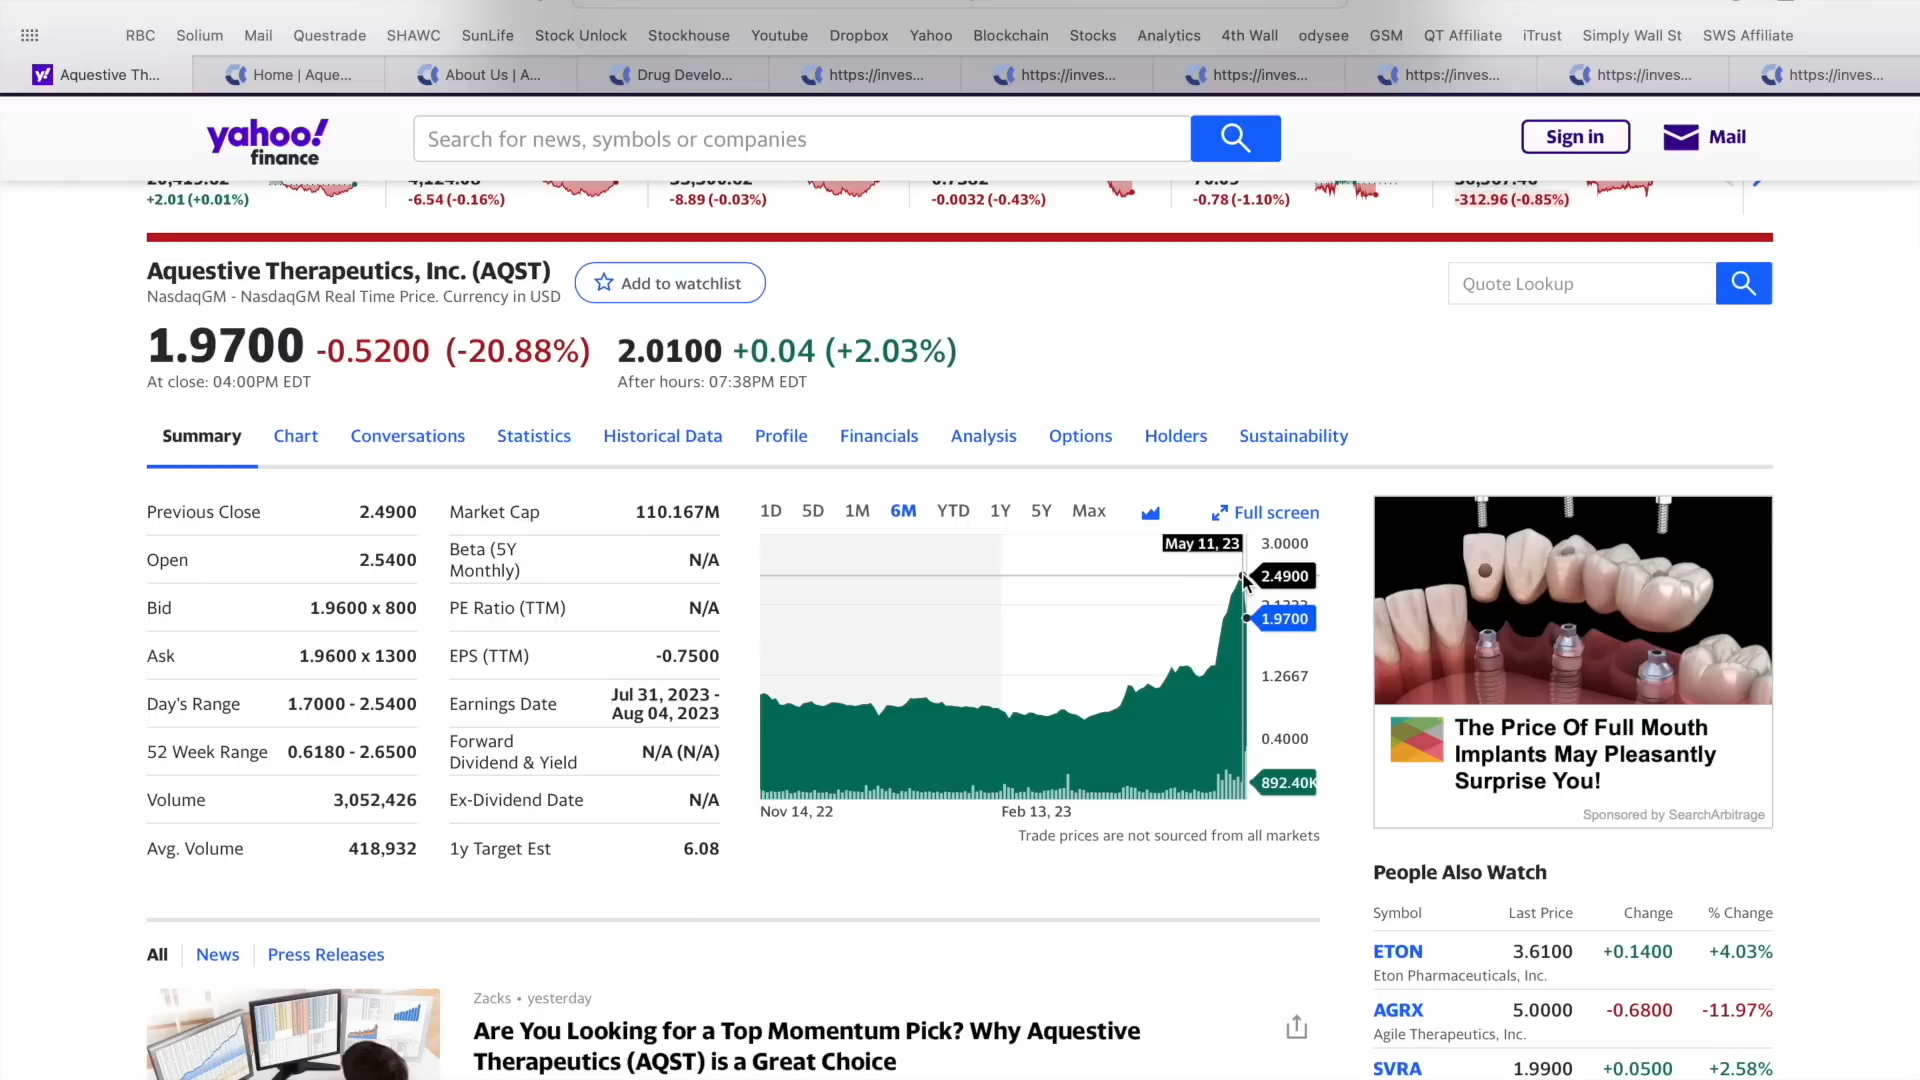 RBC Solium Mail Questrade SHAWC SunLife Stock Unlock Stockhouse Youtube Dropbox Yahoo Blockchain Stocks Analytics 4th Wall odysee GSM QT Affiliate iTrust Simply Wall St SWS Affiliate
y! Aquestive Th... Home | Aque... About Us | A... Drug Develo... https://inves... https://inves... https://inves... https://inves... https://inves... https://inves...
yahoo! finance Search for news, symbols or companies Sign in Mail
+2.01 (+0.01%) -6.54 (-0.16%) -8.89 (-0.03%) -0.0032 (-0.43%) -0.78 (-1.10%) -312.96 (-0.85%)
Aquestive Therapeutics, Inc. (AQST) Add to watchlist Quote Lookup
NasdaqGM - NasdaqGM Real Time Price. Currency in USD
1.9700 -0.5200 (-20.88%) 2.0100 +0.04 (+2.03%)
At close: 04:00PM EDT After hours: 07:38PM EDT
Summary Chart Conversations Statistics Historical Data Profile Financials Analysis Options Holders Sustainability
Previous Close 2.4900
Open 2.5400
Bid 1.9600 x 800
Ask 1.9600 x 1300
Day's Range 1.7000 - 2.5400
52 Week Range 0.6180 - 2.6500
Volume 3,052,426
Avg. Volume 418,932
Market Cap 110.167M
Beta (5Y Monthly) N/A
PE Ratio (TTM) N/A
EPS (TTM) -0.7500
Earnings Date Jul 31, 2023 - Aug 04, 2023
Forward Dividend & Yield N/A (N/A)
Ex-Dividend Date N/A
1y Target Est 6.08
1D 5D 1M 6M YTD 1Y 5Y Max Full screen
May 11, 23 3.0000
2.4900
1.9700
1.2667
0.4000
892.40K
Nov 14, 22 Feb 13, 23
Trade prices are not sourced from all markets
The Price Of Full Mouth
Implants May Pleasantly
Surprise You!
Sponsored by SearchArbitrage
People Also Watch
Symbol Last Price Change % Change
ETON 3.6100 +0.1400 +4.03%
Eton Pharmaceuticals, Inc.
AGRX 5.0000 -0.6800 -11.97%
Agile Therapeutics, Inc.
SVRA 1.9900 +0.0500 +2.58%
All News Press Releases
Zacks • yesterday
Are You Looking for a Top Momentum Pick? Why Aquestive
Therapeutics (AQST) is a Great Choice